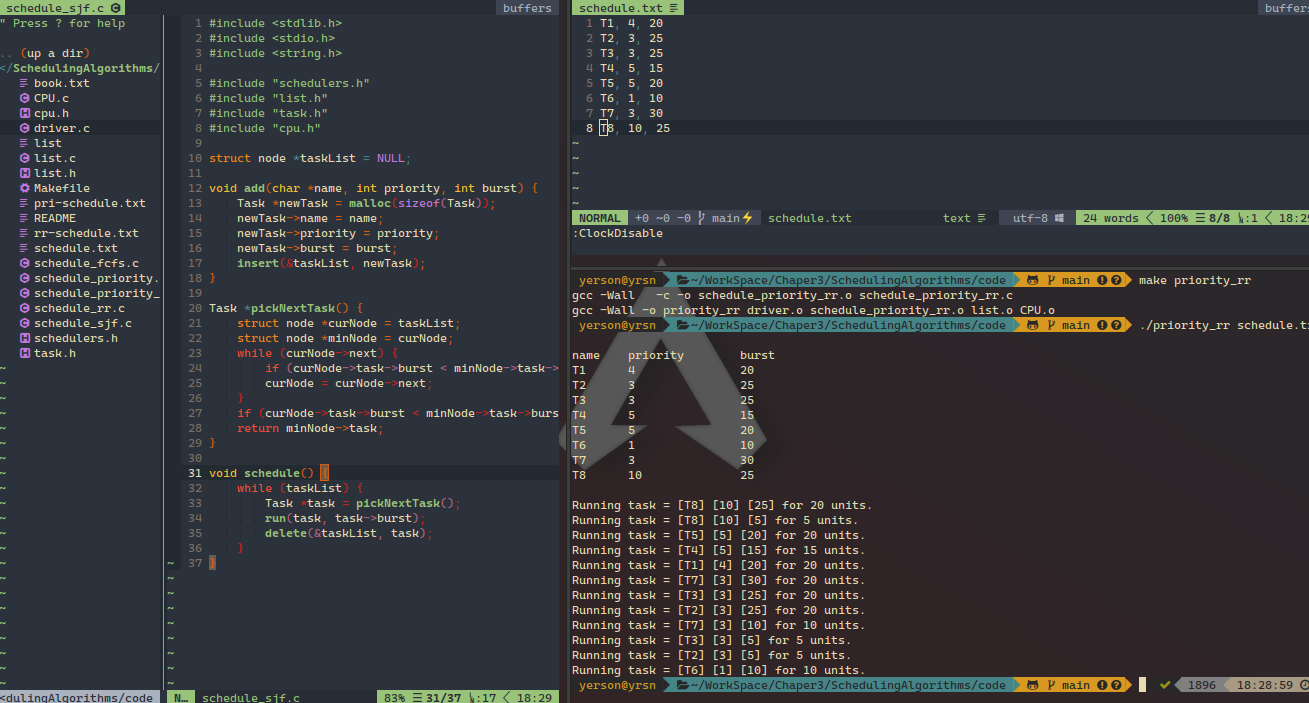 schedule_sjf.c
buffers
" Press ? for help
.. (up a dir)
</SchedulingAlgorithms/
book.txt
CPU.c
cpu.h
driver.c
list
list.c
list.h
Makefile
pri-schedule.txt
README
rr-schedule.txt
schedule.txt
schedule_fcfs.c
schedule_priority.
schedule_priority_
schedule_rr.c
schedule_sjf.c
schedulers.h
task.h
<dulingAlgorithms/code
1 #include <stdlib.h>
2 #include <stdio.h>
3 #include <string.h>
4
5 #include "schedulers.h"
6 #include "list.h"
7 #include "task.h"
8 #include "cpu.h"
9
10 struct node *taskList = NULL;
11
12 void add(char *name, int priority, int burst) {
13 Task *newTask = malloc(sizeof(Task));
14 newTask->name = name;
15 newTask->priority = priority;
16 newTask->burst = burst;
17 insert(&taskList, newTask);
18 }
19
20 Task *pickNextTask() {
21 struct node *curNode = taskList;
22 struct node *minNode = curNode;
23 while (curNode->next) {
24 if (curNode->task->burst < minNode->task->
25 curNode = curNode->next;
26 }
27 if (curNode->task->burst < minNode->task->burs
28 return minNode->task;
29 }
30
31 void schedule() {
32 while (taskList) {
33 Task *task = pickNextTask();
34 run(task, task->burst);
35 delete(&taskList, task);
36 }
37 }
N… schedule_sjf.c 83% ☰ 31/37 :17 < 18:29
schedule.txt
buffers
1 T1, 4, 20
2 T2, 3, 25
3 T3, 3, 25
4 T4, 5, 15
5 T5, 5, 20
6 T6, 1, 10
7 T7, 3, 30
8 T8, 10, 25
NORMAL +0 ~0 -0 main⚡ schedule.txt text utf-8 24 words < 100% ☰ 8/8 :1 < 18:29
:ClockDisable
yerson@yrsn ~/WorkSpace/Chaper3/SchedulingAlgorithms/code main make priority_rr
gcc -Wall -c -o schedule_priority_rr.o schedule_priority_rr.c
gcc -Wall -o priority_rr driver.o schedule_priority_rr.o list.o CPU.o
yerson@yrsn ~/WorkSpace/Chaper3/SchedulingAlgorithms/code main ./priority_rr schedule.t
name priority burst
T1 4 20
T2 3 25
T3 3 25
T4 5 15
T5 5 20
T6 1 10
T7 3 30
T8 10 25
Running task = [T8] [10] [25] for 20 units.
Running task = [T8] [10] [5] for 5 units.
Running task = [T5] [5] [20] for 20 units.
Running task = [T4] [5] [15] for 15 units.
Running task = [T1] [4] [20] for 20 units.
Running task = [T7] [3] [30] for 20 units.
Running task = [T3] [3] [25] for 20 units.
Running task = [T2] [3] [25] for 20 units.
Running task = [T7] [3] [10] for 10 units.
Running task = [T3] [3] [5] for 5 units.
Running task = [T2] [3] [5] for 5 units.
Running task = [T6] [1] [10] for 10 units.
yerson@yrsn ~/WorkSpace/Chaper3/SchedulingAlgorithms/code main ✔ 1896 18:28:59